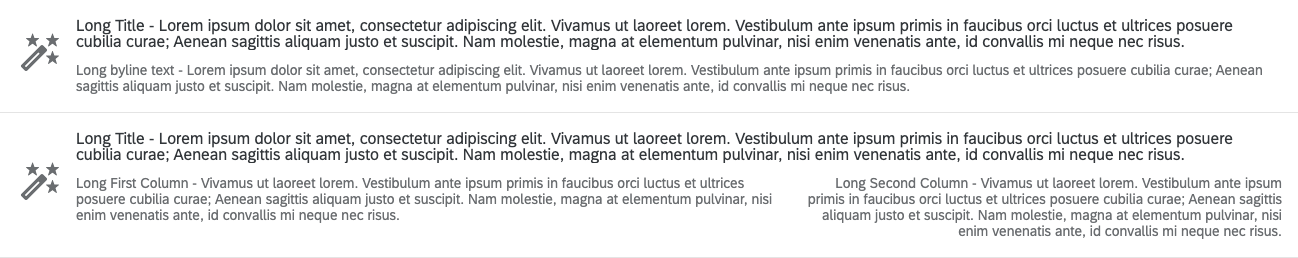 Long Title - Lorem ipsum dolor sit amet, consectetur adipiscing elit. Vivamus ut laoreet lorem. Vestibulum ante ipsum primis in faucibus orci luctus et ultrices posuere
cubilia curae; Aenean sagittis aliquam justo et suscipit. Nam molestie, magna at elementum pulvinar, nisi enim venenatis ante, id convallis mi neque nec risus.
Long byline text - Lorem ipsum dolor sit amet, consectetur adipiscing elit. Vivamus ut laoreet lorem. Vestibulum ante ipsum primis in faucibus orci luctus et ultrices posuere cubilia curae; Aenean
sagittis aliquam justo et suscipit. Nam molestie, magna at elementum pulvinar, nisi enim venenatis ante, id convallis mi neque nec risus.
Long Title - Lorem ipsum dolor sit amet, consectetur adipiscing elit. Vivamus ut laoreet lorem. Vestibulum ante ipsum primis in faucibus orci luctus et ultrices posuere
cubilia curae; Aenean sagittis aliquam justo et suscipit. Nam molestie, magna at elementum pulvinar, nisi enim venenatis ante, id convallis mi neque nec risus.
Long First Column - Vivamus ut laoreet lorem. Vestibulum ante ipsum primis in faucibus orci luctus et ultrices
posuere cubilia curae; Aenean sagittis aliquam justo et suscipit. Nam molestie, magna at elementum pulvinar, nisi
enim venenatis ante, id convallis mi neque nec risus.
Long Second Column - Vivamus ut laoreet lorem. Vestibulum ante ipsum
primis in faucibus orci luctus et ultrices posuere cubilia curae; Aenean sagittis
aliquam justo et suscipit. Nam molestie, magna at elementum pulvinar, nisi
enim venenatis ante, id convallis mi neque nec risus.